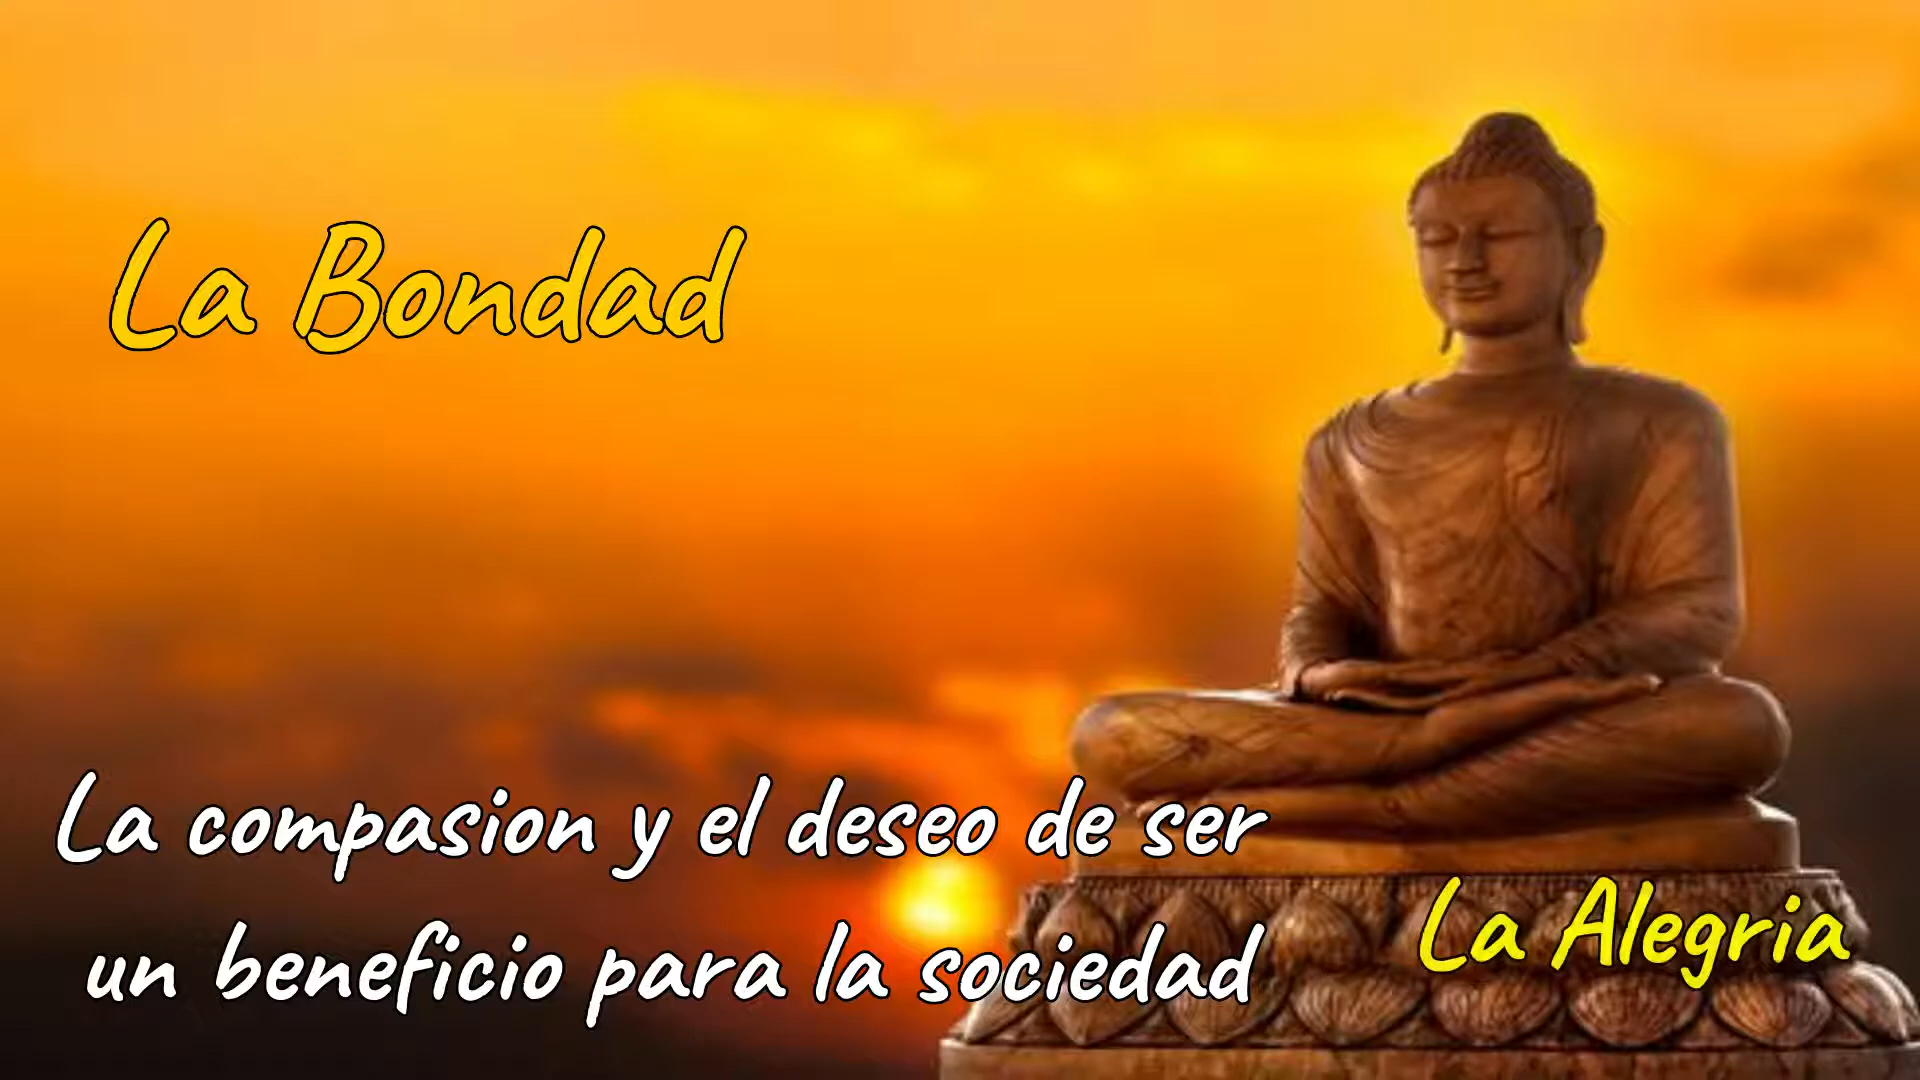 La Bondad
La compasion y el deseo de ser
un beneficio para la sociedad
La Alegria